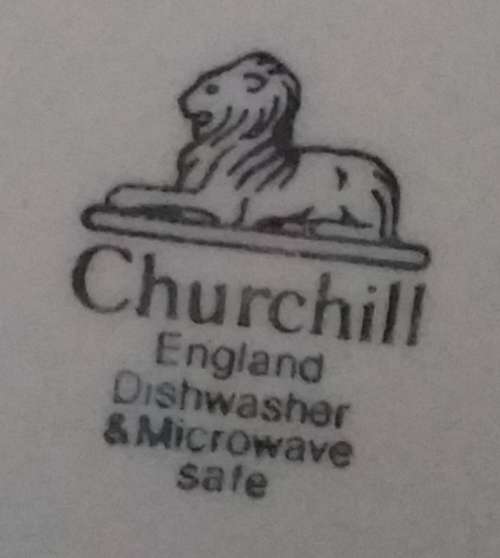 Churchill
England
Dishwasher
& Microwave
safe